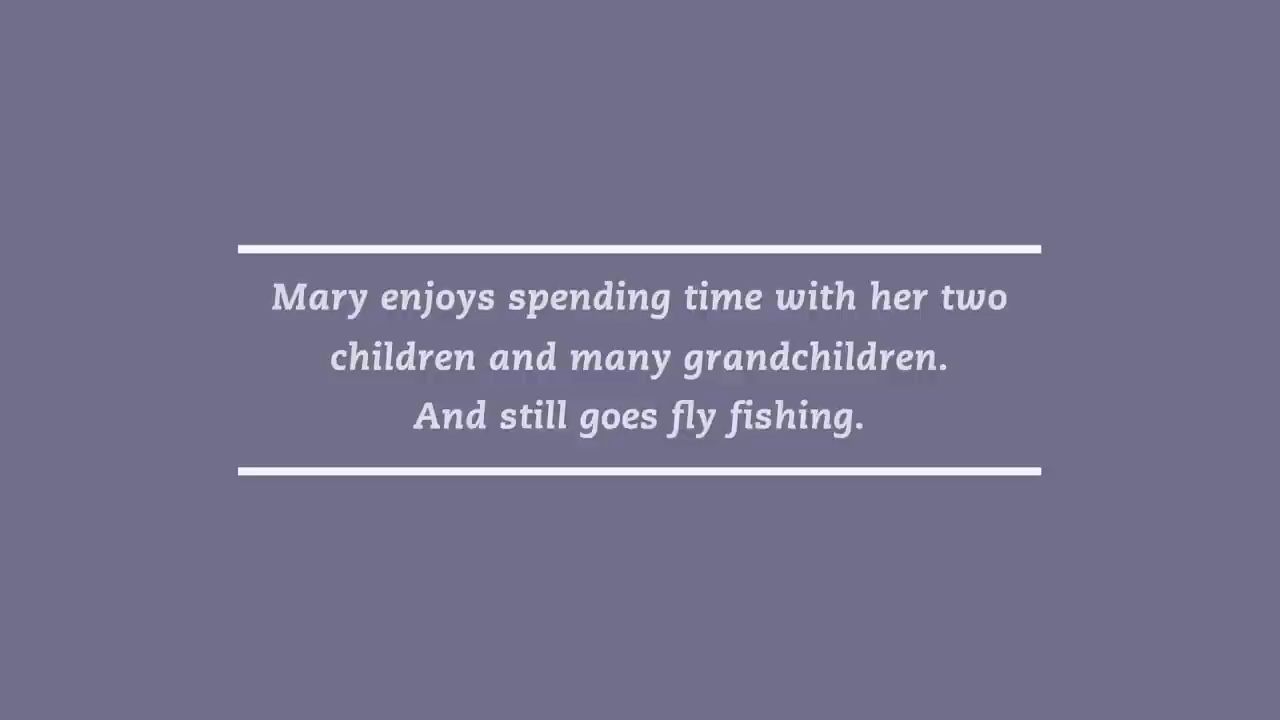 Mary enjoys spending time with her two
children and many grandchildren.
And still goes fly fishing.